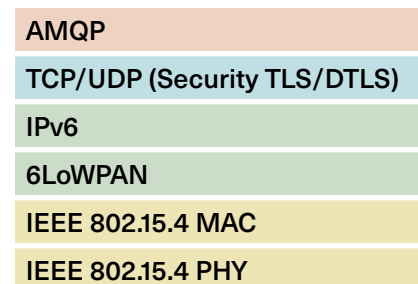 AMQP
TCP/UDP (Security TLS/DTLS)
IPv6
6LoWPAN
IEEE 802.15.4 MAC
IEEE 802.15.4 PHY